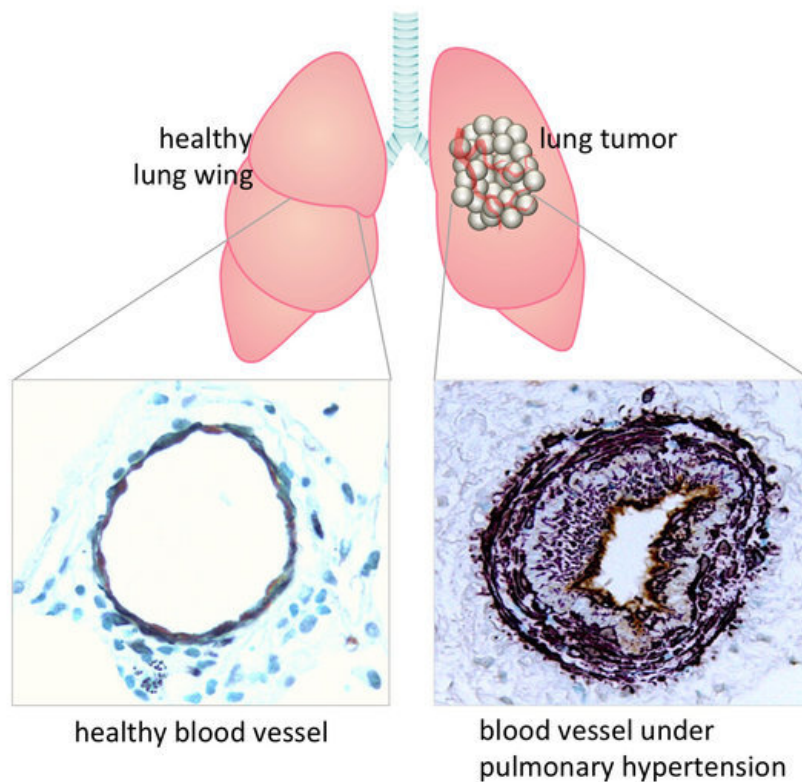 healthy
lung wing
lung tumor
healthy blood vessel
blood vessel under
pulmonary hypertension